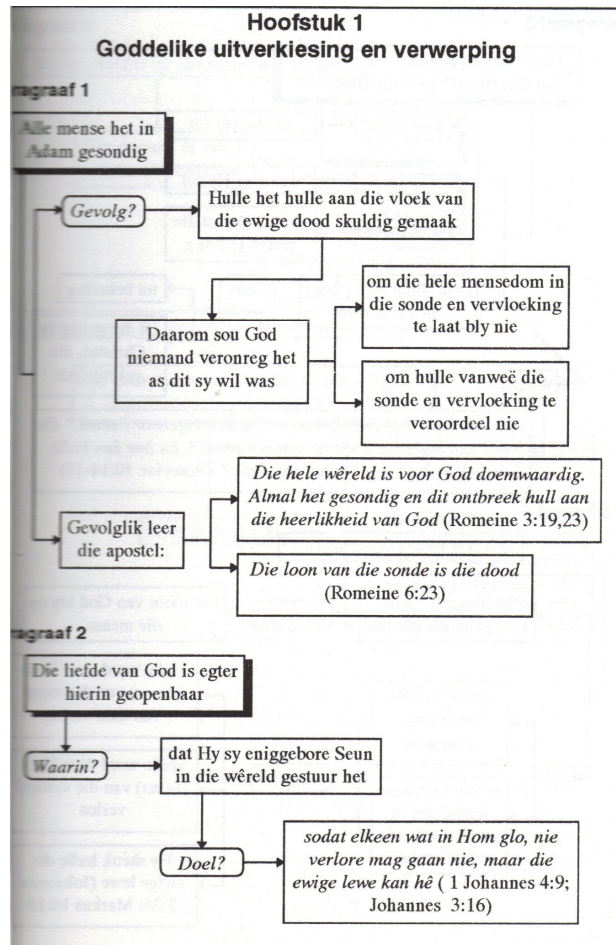 Hoofstuk 1
Goddelike uitverkiesing en verwerping
ragraaf 1
Alle mense het in
Adam gesondig
Gevolg?
Hulle het hulle aan die vloek van
die ewige dood skuldig gemaak
Daarom sou God
niemand veronreg het
as dit sy wil was
om die hele mensedom in
die sonde en vervloeking
te laat bly nie
om hulle vanweë die
sonde en vervloeking te
veroordeel nie
Gevolglik leer
die apostel:
Die hele wêreld is voor God doemwaardig.
Almal het gesondig en dit ontbreek hull aan
die heerlikheid van God (Romeine 3:19,23)
Die loon van die sonde is die dood
(Romeine 6:23)
ragraaf 2
Die liefde van God is egter
hierin geopenbaar
Waarin?
dat Hy sy eniggebore Seun
in die wêreld gestuur het
Doel?
sodat elkeen wat in Hom glo, nie
verlore mag gaan nie, maar die
ewige lewe kan hê ( 1 Johannes 4:9;
Johannes 3:16)